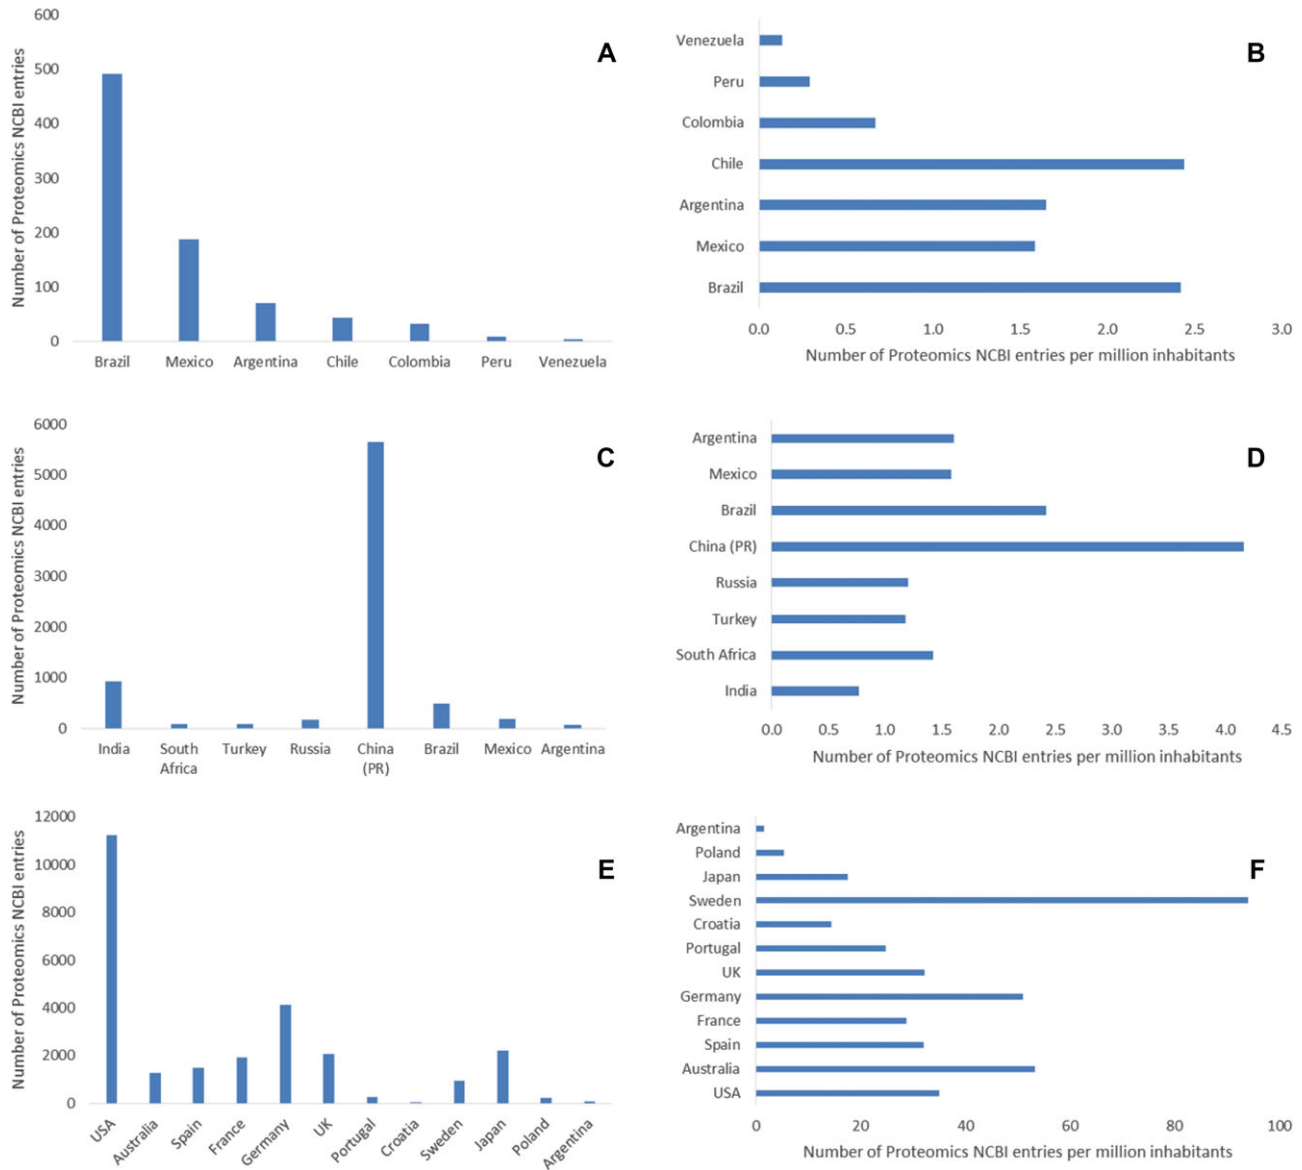 Number of Proteomics NCBI entries
600
500
400
300
200
100
0
Brazil Mexico Argentina Chile Colombia Peru Venezuela
A
Venezuela
Peru
Colombia
Chile
Argentina
Mexico
Brazil
0.0 0.5 1.0 1.5 2.0 2.5 3.0
Number of Proteomics NCBI entries per million inhabitants
B
Number of Proteomics NCBI entries
6000
5000
4000
3000
2000
1000
0
India South Turkey Russia China Brazil Mexico Argentina
Africa (PR)
C
Argentina
Mexico
Brazil
China (PR)
Russia
Turkey
South Africa
India
0.0 0.5 1.0 1.5 2.0 2.5 3.0 3.5 4.0 4.5
Number of Proteomics NCBI entries per million inhabitants
D
Number of Proteomics NCBI entries
12000
10000
8000
6000
4000
2000
0
USA Australia Spain France Germany UK Portugal Croatia Sweden Japan Poland Argentina
E
Argentina
Poland
Japan
Sweden
Croatia
Portugal
UK
Germany
France
Spain
Australia
USA
0 20 40 60 80 100
Number of Proteomics NCBI entries per million inhabitants
F